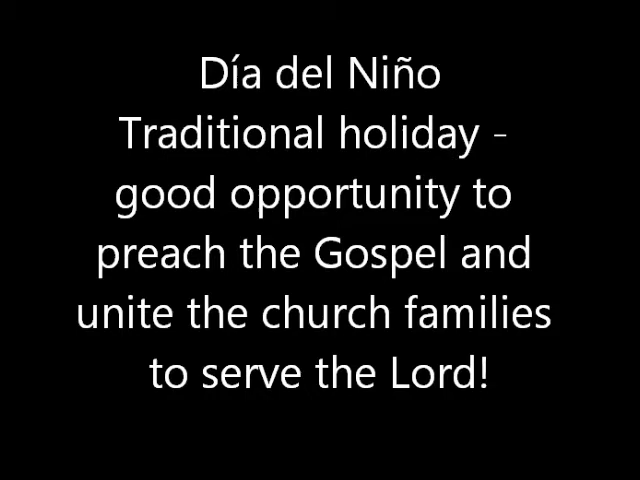 Día del Niño
Traditional holiday -
good opportunity to
preach the Gospel and
unite the church families
to serve the Lord!